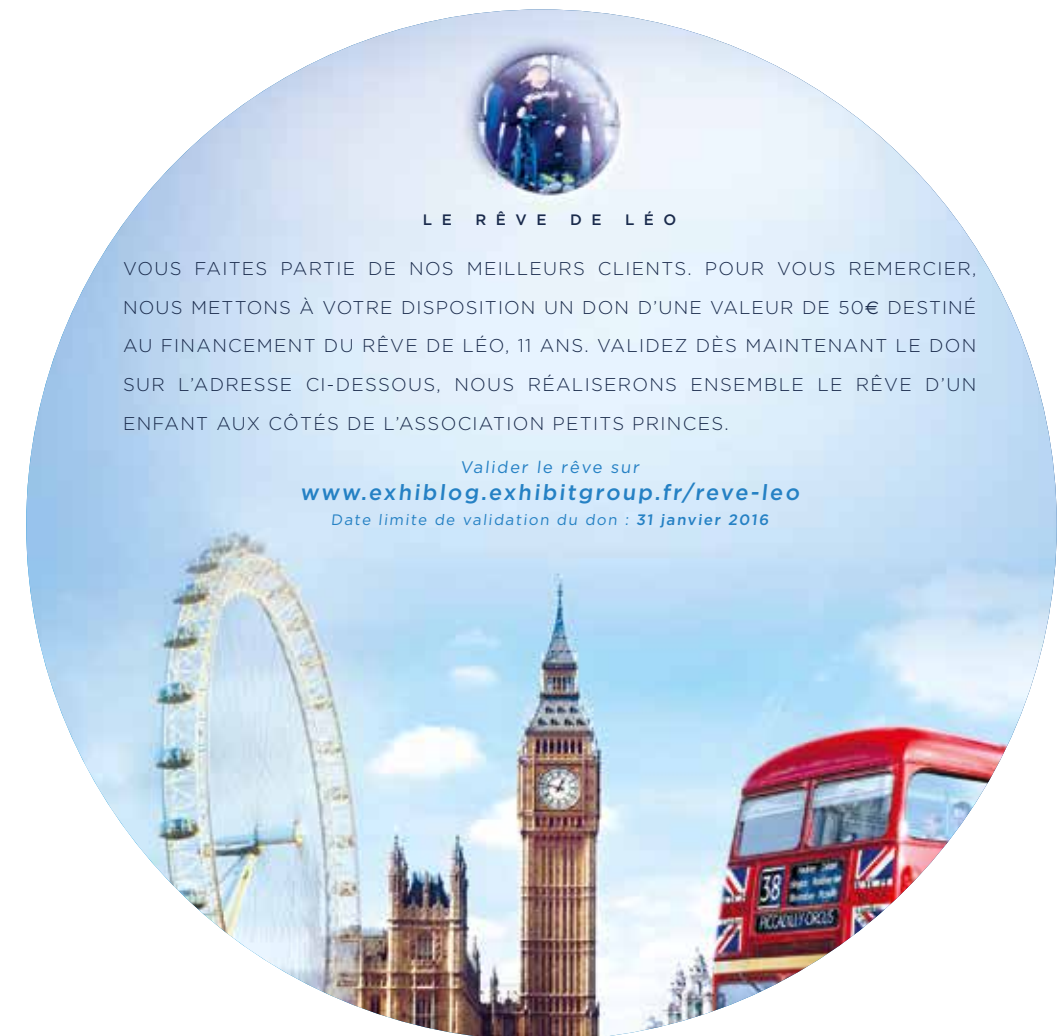 LE RÊVE DE LÉO
VOUS FAITES PARTIE DE NOS MEILLEURS CLIENTS. POUR VOUS REMERCIER,
NOUS METTONS À VOTRE DISPOSITION UN DON D'UNE VALEUR DE 50€ DESTINÉ
AU FINANCEMENT DU RÊVE DE LÉO, 11 ANS. VALIDEZ DÈS MAINTENANT LE DON
SUR L'ADRESSE CI-DESSOUS, NOUS RÉALISERONS ENSEMBLE LE RÊVE D'UN
ENFANT AUX CÔTÉS DE L'ASSOCIATION PETITS PRINCES.
Valider le rêve sur
www.exhiblog.exhibitgroup.fr/reve-leo
Date limite de validation du don : 31 janvier 2016
38
PICCADILLY CIRCUS